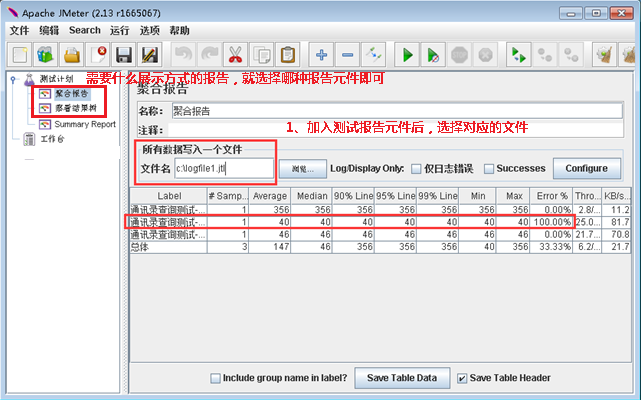 Apache JMeter (2.13 r1665067)
文件 编辑 Search 运行 选项 帮助
需要什么展示方式的报告，就选择哪种报告元件即可
测试计划
聚合报告
察看结果树
Summary Report
工作台
聚合报告
名称： 聚合报告
注释：
1、加入测试报告元件后，选择对应的文件
所有数据写入一个文件
文件名 c:\logfile1.jtl 浏览... Log/Display Only: 仅日志错误 Successes Configure
Label # Samp... Average Median 90% Line 95% Line 99% Line Min Max Error % Thro... KB/s...
通讯录查询测试-... 1 356 356 356 356 356 356 356 0.00% 2.8/... 11.2
通讯录查询测试-... 1 40 40 40 40 40 40 40 100.00% 25.0... 81.7
通讯录查询测试-... 1 46 46 46 46 46 46 46 0.00% 21.7... 70.8
总体 3 147 46 356 356 356 40 356 33.33% 6.2/... 21.7
Include group name in label? Save Table Data Save Table Header